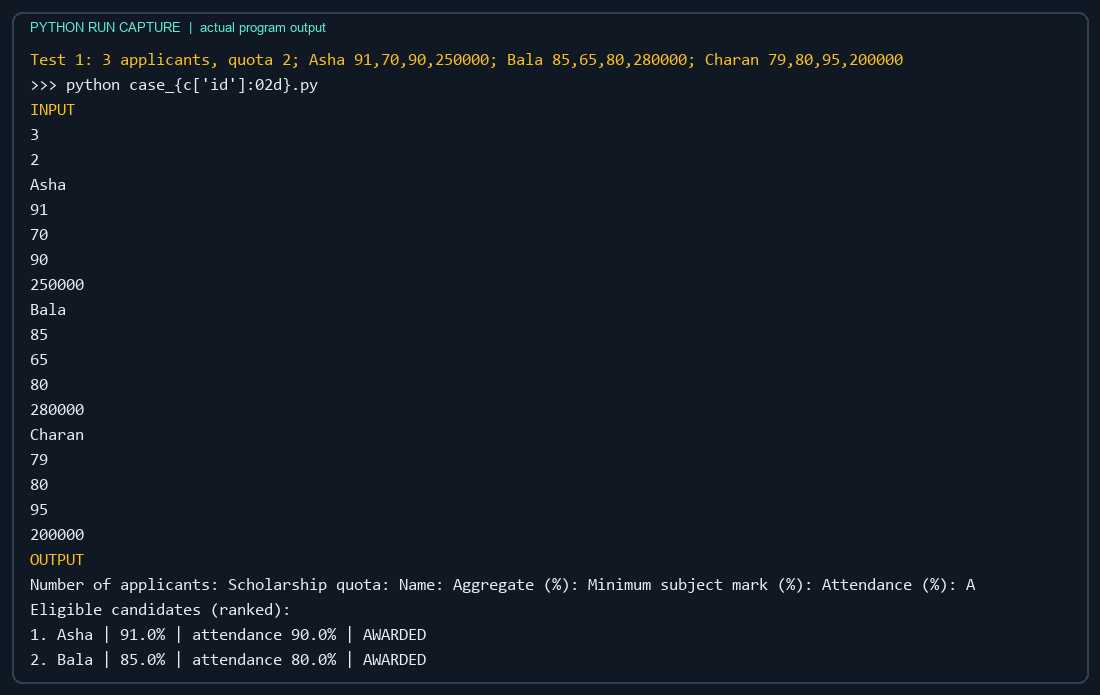 PYTHON RUN CAPTURE | actual program output
Test 1: 3 applicants, quota 2; Asha 91,70,90,250000; Bala 85,65,80,280000; Charan 79,80,95,200000
>>> python case_{c['id']:02d}.py
INPUT
3
2
Asha
91
70
90
250000
Bala
85
65
80
280000
Charan
79
80
95
200000
OUTPUT
Number of applicants: Scholarship quota: Name: Aggregate (%): Minimum subject mark (%): Attendance (%): A
Eligible candidates (ranked):
1. Asha | 91.0% | attendance 90.0% | AWARDED
2. Bala | 85.0% | attendance 80.0% | AWARDED